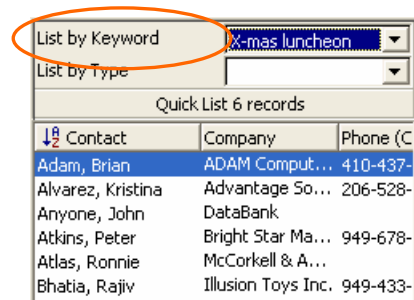 List by Keyword X-mas luncheon
List by Type
Quick List 6 records
Contact Company Phone (C
Adam, Brian ADAM Comput... 410-437-
Alvarez, Kristina Advantage So... 206-528-
Anyone, John DataBank
Atkins, Peter Bright Star Ma... 949-678-
Atlas, Ronnie McCorkell & A...
Bhatia, Rajiv Illusion Toys Inc. 949-433-